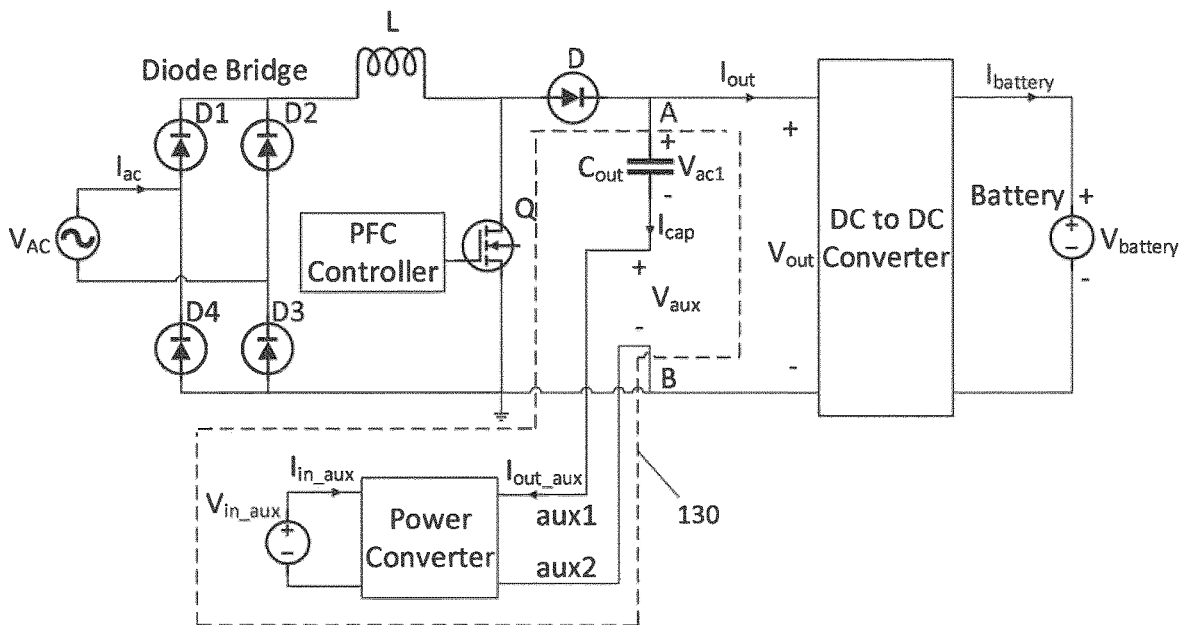 L
Diode Bridge
D
I_out
I_battery
D1
D2
A
+
+
C_out
V_ac1
-
I_ac
Q
I_cap
Battery
+
V_AC
PFC
Controller
DC to DC
Converter
V_out
+
-
V_battery
+
V_aux
-
-
D4
D3
-
B
I_in_aux
I_out_aux
V_in_aux
aux1
130
+
-
Power
Converter
aux2